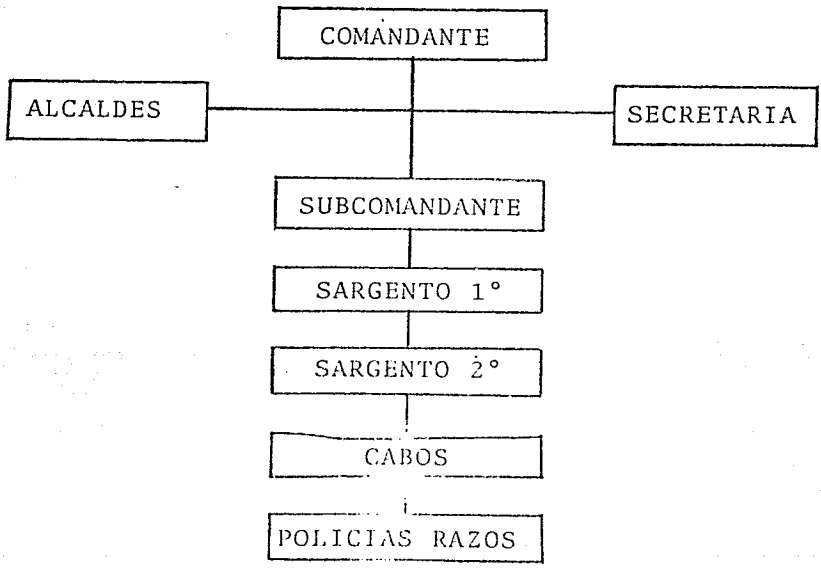 COMANDANTE
ALCALDES
SECRETARIA
SUBCOMANDANTE
SARGENTO 1°
SARGENTO 2°
CABOS
POLICIAS RAZOS